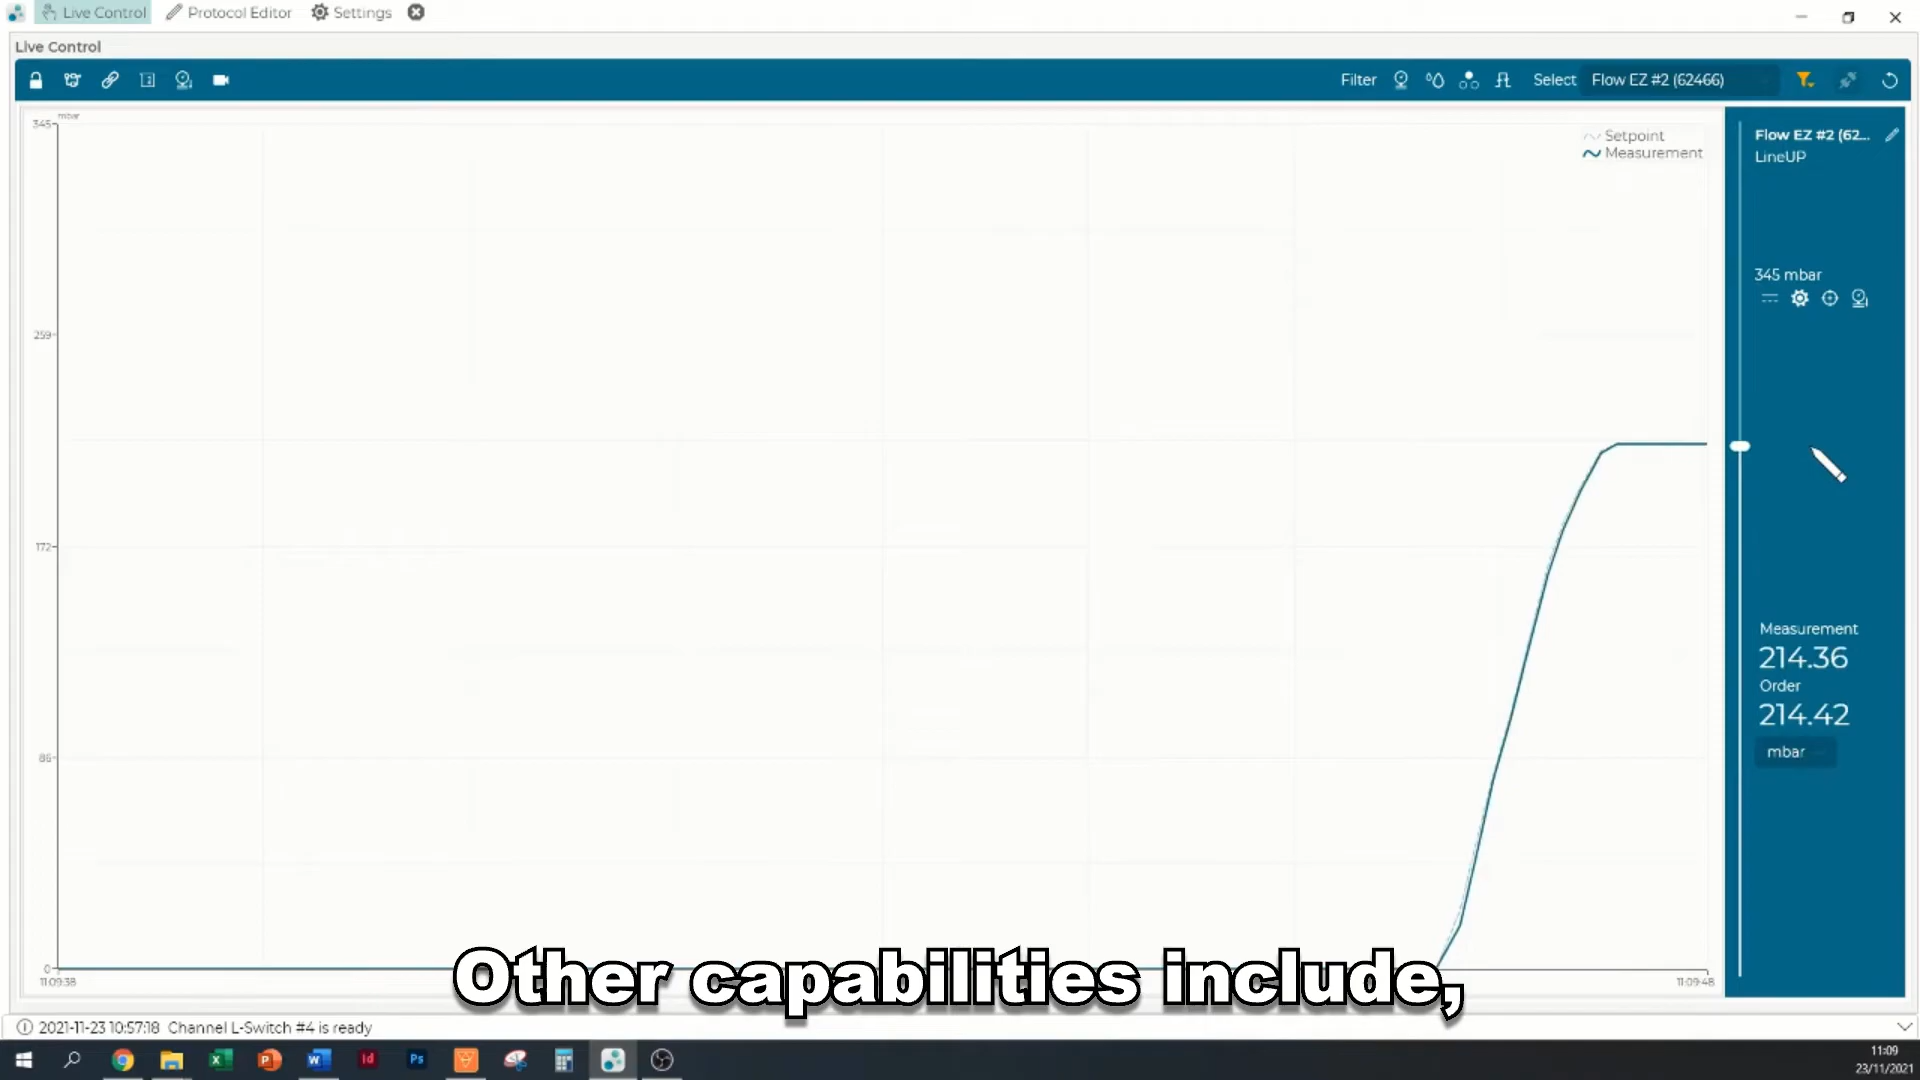 Live Control
Protocol Editor
Settings
Live Control
Filter
Select
Flow EZ #2 (62466)
mbar
345
259
172
86
0
11:09:38
11:09:48
Setpoint
Measurement
Flow EZ #2 (62...
LineUP
345 mbar
Measurement
214.36
Order
214.42
mbar
Other capabilities include,
2021-11-23 10:57:18 Channel L-Switch #4 is ready
11:09
23/11/2021